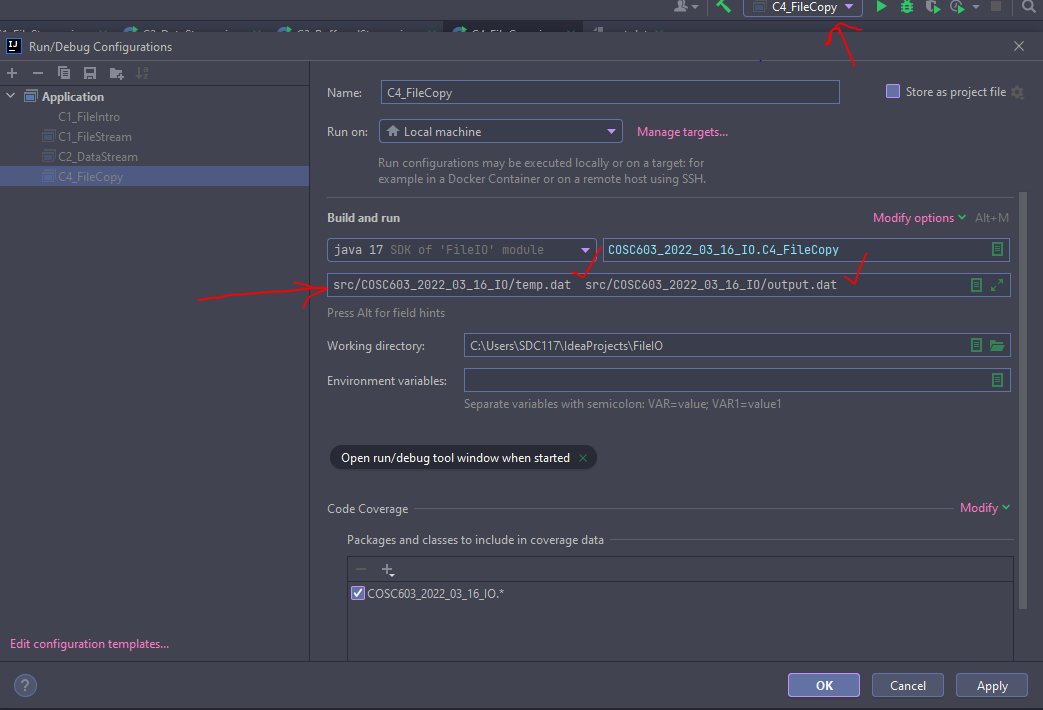 C4_FileCopy
Run/Debug Configurations
Application
C1_FileIntro
C1_FileStream
C2_DataStream
C4_FileCopy
Name: C4_FileCopy Store as project file
Run on: Local machine Manage targets...
Run configurations may be executed locally or on a target: for
example in a Docker Container or on a remote host using SSH.
Build and run Modify options Alt+M
java 17 SDK of 'FileIO' module COSC603_2022_03_16_IO.C4_FileCopy
src/COSC603_2022_03_16_IO/temp.dat src/COSC603_2022_03_16_IO/output.dat
Press Alt for field hints
Working directory: C:\Users\SDC117\IdeaProjects\FileIO
Environment variables:
Separate variables with semicolon: VAR=value; VAR1=value1
Open run/debug tool window when started ×
Code Coverage Modify
Packages and classes to include in coverage data
COSC603_2022_03_16_IO.*
Edit configuration templates...
? OK Cancel Apply